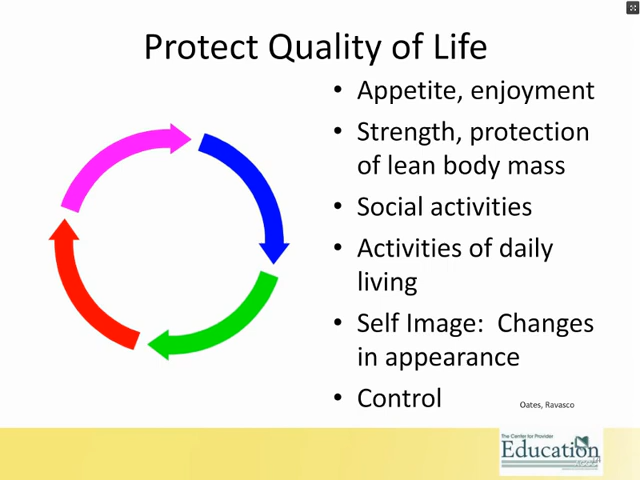 Protect Quality of Life
• Appetite, enjoyment
• Strength, protection
of lean body mass
• Social activities
• Activities of daily
living
• Self Image:  Changes
in appearance
• Control
Oates, Ravasco
The Center for Provider
Education